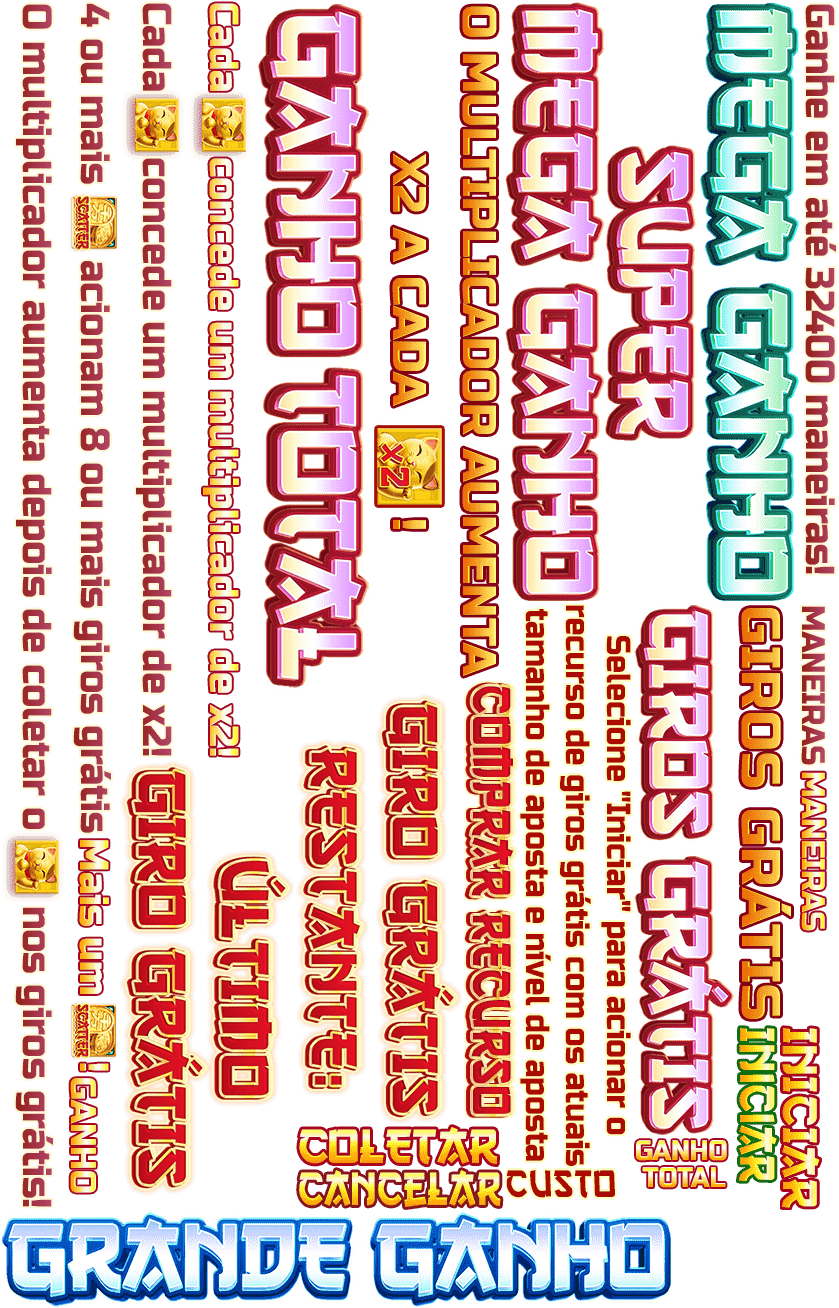 Ganhe em até 32400 maneiras!
MEGA GANHO
SUPER
MEGA GANHO
O MULTIPLICADOR AUMENTA
X2 A CADA x2 !
GANHO TOTAL
Cada concede um multiplicador de x2!
Cada concede um multiplicador de x2!
4 ou mais SCATTER acionam 8 ou mais giros grátis
O multiplicador aumenta depois de coletar o nos giros grátis!
MANEIRAS
MANEIRAS
GIROS GRÁTIS
INICIAR
INICIAR
GIROS GRÁTIS
GANHO
TOTAL
Selecione "Iniciar" para acionar o
recurso de giros grátis com os atuais
tamanho de aposta e nível de aposta
CUSTO
COMPRAR RECURSO
GIRO GRÁTIS
RESTANTE:
ÚLTIMO
GIRO GRÁTIS
Mais um SCATTER !
GANHO
COLETAR
CANCELAR
GRANDE GANHO